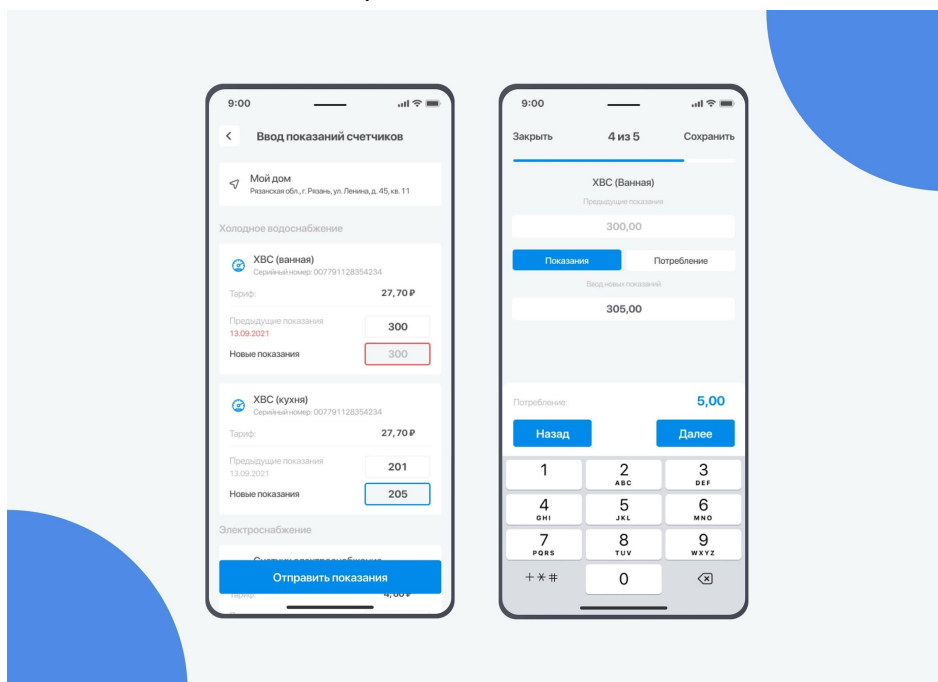 9:00
Ввод показаний счетчиков
Мой дом
Рязанская обл., г. Рязань, ул. Ленина, д. 45, кв. 11
Холодное водоснабжение
ХВС (ванная)
Серийный номер: 007791128354234
Тариф: 27,70 ₽
Предыдущие показания
13.09.2021
300
Новые показания 300
ХВС (кухня)
Серийный номер: 007791128354234
Тариф: 27,70 ₽
Предыдущие показания
13.09.2021
201
Новые показания 205
Электроснабжение
Отправить показания
Тариф: 4,60 ₽
9:00
Закрыть 4 из 5 Сохранить
ХВС (Ванная)
Предыдущие показания
300,00
Показания Потребление
Ввод новых показаний
305,00
Потребление: 5,00
Назад Далее
1 2 3
ABC DEF
4 5 6
GHI JKL MNO
7 8 9
PQRS TUV WXYZ
+*# 0